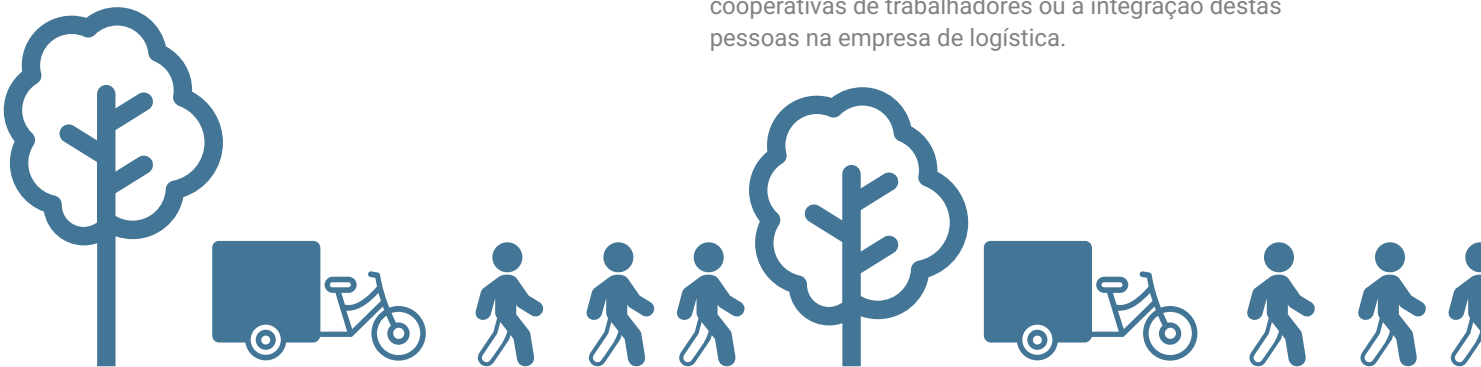 cooperativas de trabalhadores ou a integração destas
pessoas na empresa de logística.